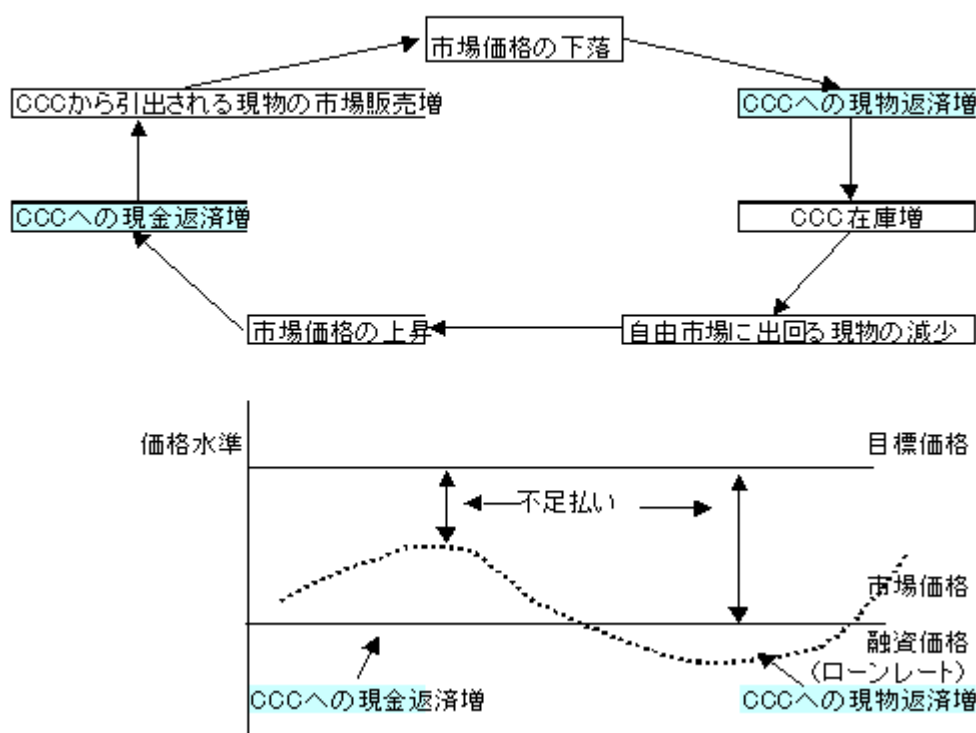 市場価格の下落
CCCから引出される現物の市場販売増
CCCへの現物返済増
CCCへの現金返済増
CCC在庫増
市場価格の上昇
自由市場に出回る現物の減少
価格水準
目標価格
不足払い
市場価格
融資価格
(ローンレート)
CCCへの現金返済増
CCCへの現物返済増